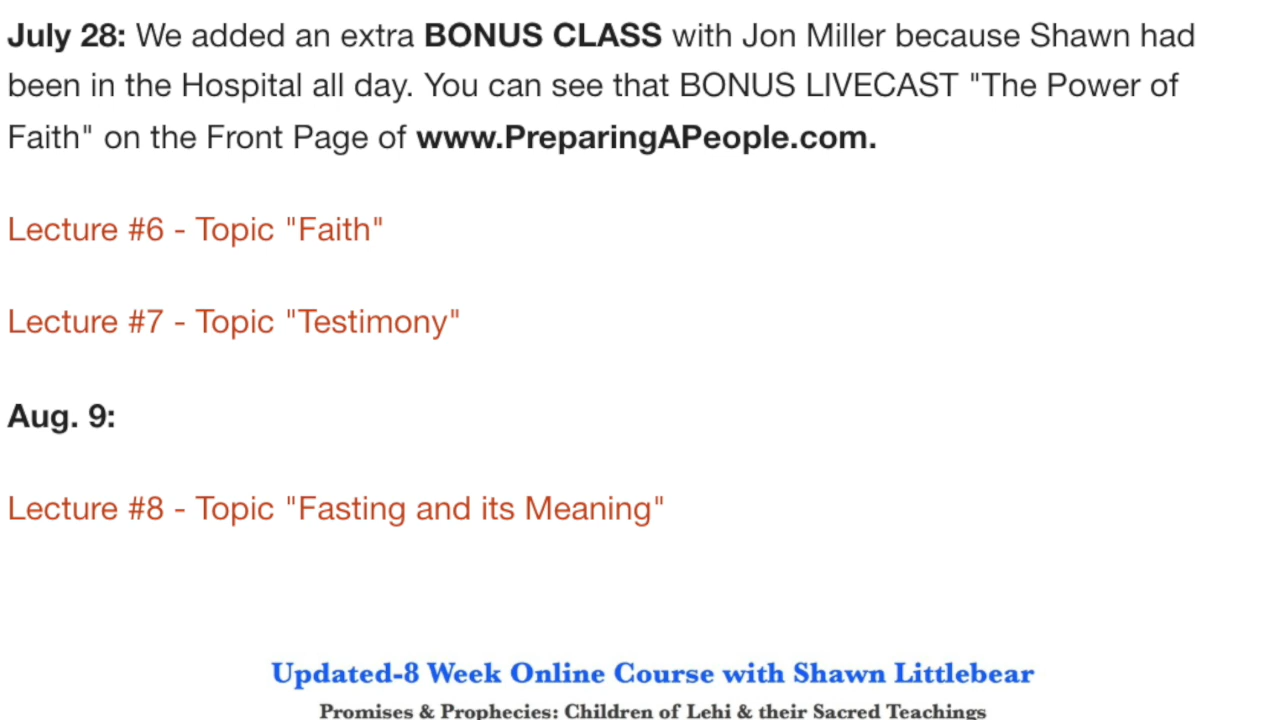 July 28: We added an extra BONUS CLASS with Jon Miller because Shawn had
been in the Hospital all day. You can see that BONUS LIVECAST "The Power of
Faith" on the Front Page of www.PreparingAPeople.com.
Lecture #6 - Topic "Faith"
Lecture #7 - Topic "Testimony"
Aug. 9:
Lecture #8 - Topic "Fasting and its Meaning"
Updated-8 Week Online Course with Shawn Littlebear
Promises & Prophecies: Children of Lehi & their Sacred Teachings